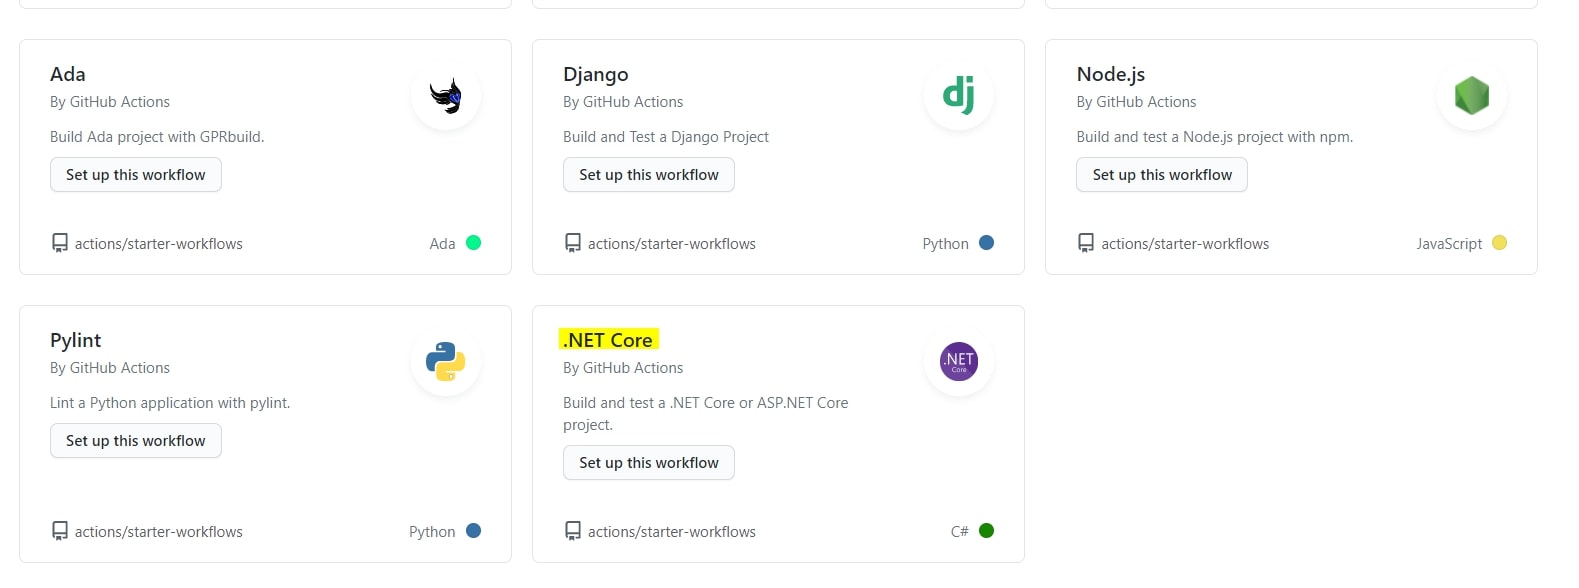 Ada
By GitHub Actions
Build Ada project with GPRbuild.
Set up this workflow
actions/starter-workflows
Ada
Django
By GitHub Actions
dj
Build and Test a Django Project
Set up this workflow
actions/starter-workflows
Python
Node.js
By GitHub Actions
Build and test a Node.js project with npm.
Set up this workflow
actions/starter-workflows
JavaScript
Pylint
By GitHub Actions
Lint a Python application with pylint.
Set up this workflow
actions/starter-workflows
Python
.NET Core
By GitHub Actions
.NET
Core
Build and test a .NET Core or ASP.NET Core
project.
Set up this workflow
actions/starter-workflows
C#